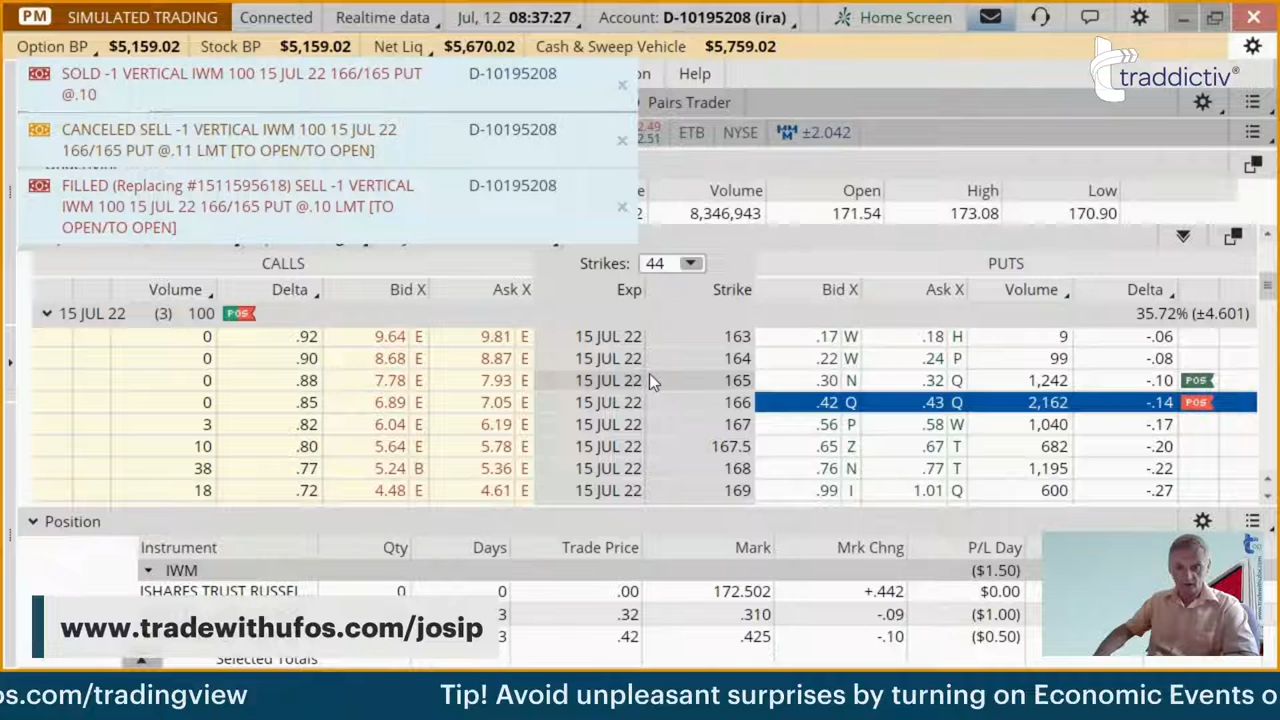 PM SIMULATED TRADING Connected Realtime data Jul, 12 08:37:27 Account: D-10195208 (ira) Home Screen
Option BP $5,159.02 Stock BP $5,159.02 Net Liq $5,670.02 Cash & Sweep Vehicle $5,759.02
SOLD -1 VERTICAL IWM 100 15 JUL 22 166/165 PUT D-10195208
@.10
CANCELED SELL -1 VERTICAL IWM 100 15 JUL 22 D-10195208
166/165 PUT @.11 LMT [TO OPEN/TO OPEN]
FILLED (Replacing #1511595618) SELL -1 VERTICAL D-10195208
IWM 100 15 JUL 22 166/165 PUT @.10 LMT [TO
OPEN/TO OPEN]
Help
traddictiv®
Pairs Trader
ETB NYSE ±2.042
Volume Open High Low
8,346,943 171.54 173.08 170.90
CALLS Strikes: 44 PUTS
Volume Delta Bid X Ask X Exp Strike Bid X Ask X Volume Delta
15 JUL 22 (3) 100 POS 35.72% (±4.601)
0 .92 9.64 E 9.81 E 15 JUL 22 163 .17 W .18 H 9 -.06
0 .90 8.68 E 8.87 E 15 JUL 22 164 .22 W .24 P 99 -.08
0 .88 7.78 E 7.93 E 15 JUL 22 165 .30 N .32 Q 1,242 -.10 POS
0 .85 6.89 E 7.05 E 15 JUL 22 166 .42 Q .43 Q 2,162 -.14 POS
3 .82 6.04 E 6.19 E 15 JUL 22 167 .56 P .58 W 1,040 -.17
10 .80 5.64 E 5.78 E 15 JUL 22 167.5 .65 Z .67 T 682 -.20
38 .77 5.24 B 5.36 E 15 JUL 22 168 .76 N .77 T 1,195 -.22
18 .72 4.48 E 4.61 E 15 JUL 22 169 .99 I 1.01 Q 600 -.27
Position
Instrument Qty Days Trade Price Mark Mrk Chng P/L Day
IWM ($1.50)
ISHARES TRUST RUSSEL 0 0 .00 172.502 +.442 $0.00
3 .32 .310 -.09 ($1.00)
3 .42 .425 -.10 ($0.50)
www.tradewithufos.com/josip
Selected Totals
os.com/tradingview Tip! Avoid unpleasant surprises by turning on Economic Events o